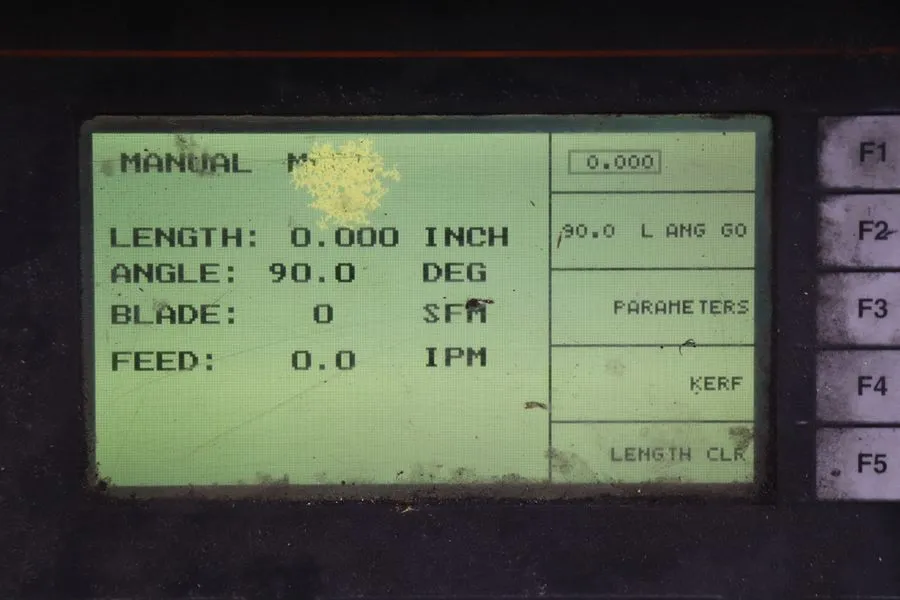 MANUAL
LENGTH: 0.000 INCH
ANGLE: 90.0 DEG
BLADE: 0 SFM
FEED: 0.0 IPM
0.000
90.0 L ANG GO
PARAMETERS
KERF
LENGTH CLR
F1
F2
F3
F4
F5